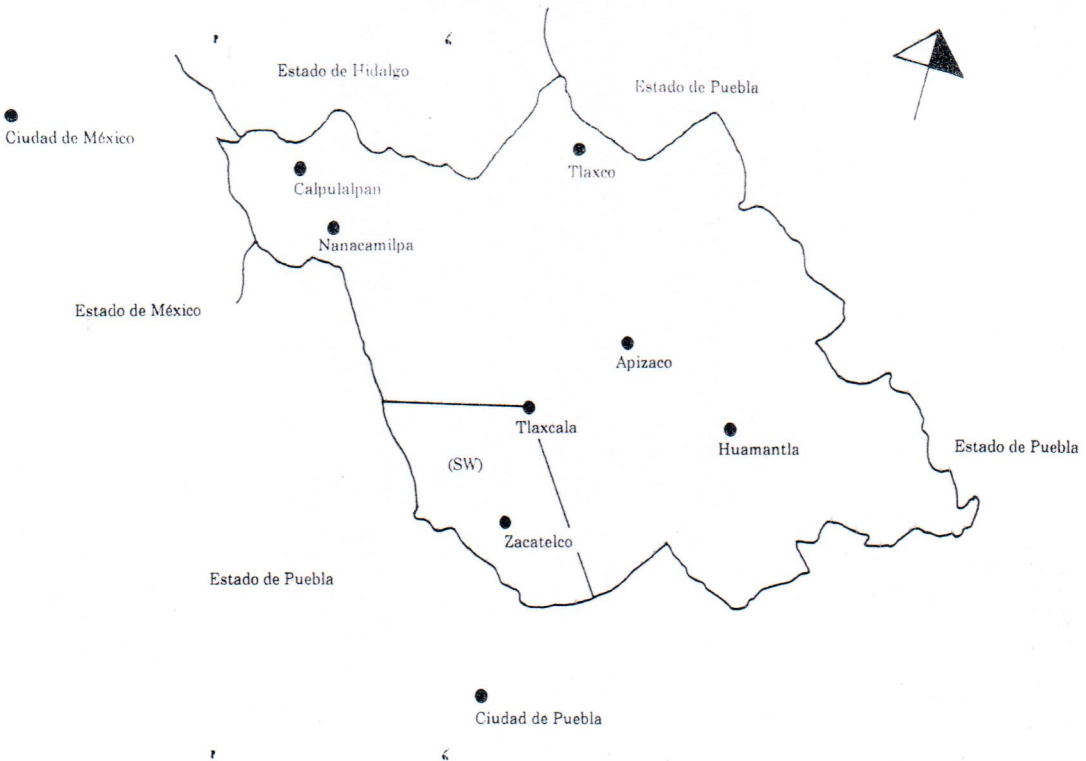 Estado de Hidalgo
Estado de Puebla
Ciudad de México
Tlaxco
Calpulalpan
Nanacamilpa
Estado de México
Apizaco
Tlaxcala
Huamantla
Estado de Puebla
(SW)
Zacatelco
Estado de Puebla
Ciudad de Puebla